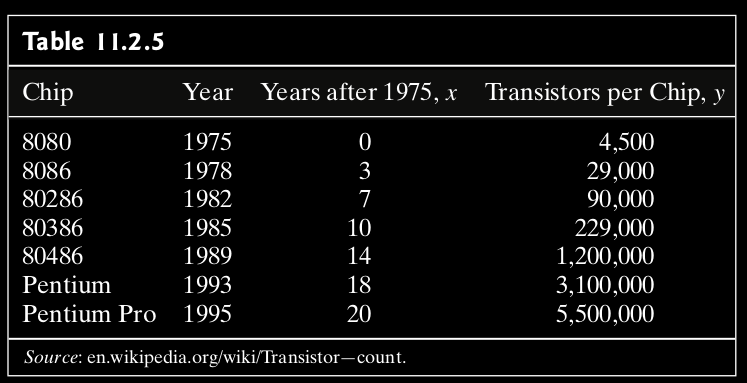 Table 11.2.5
Chip Year Years after 1975, x Transistors per Chip, y
8080 1975 0 4,500
8086 1978 3 29,000
80286 1982 7 90,000
80386 1985 10 229,000
80486 1989 14 1,200,000
Pentium 1993 18 3,100,000
Pentium Pro 1995 20 5,500,000
Source: en.wikipedia.org/wiki/Transistor—count.